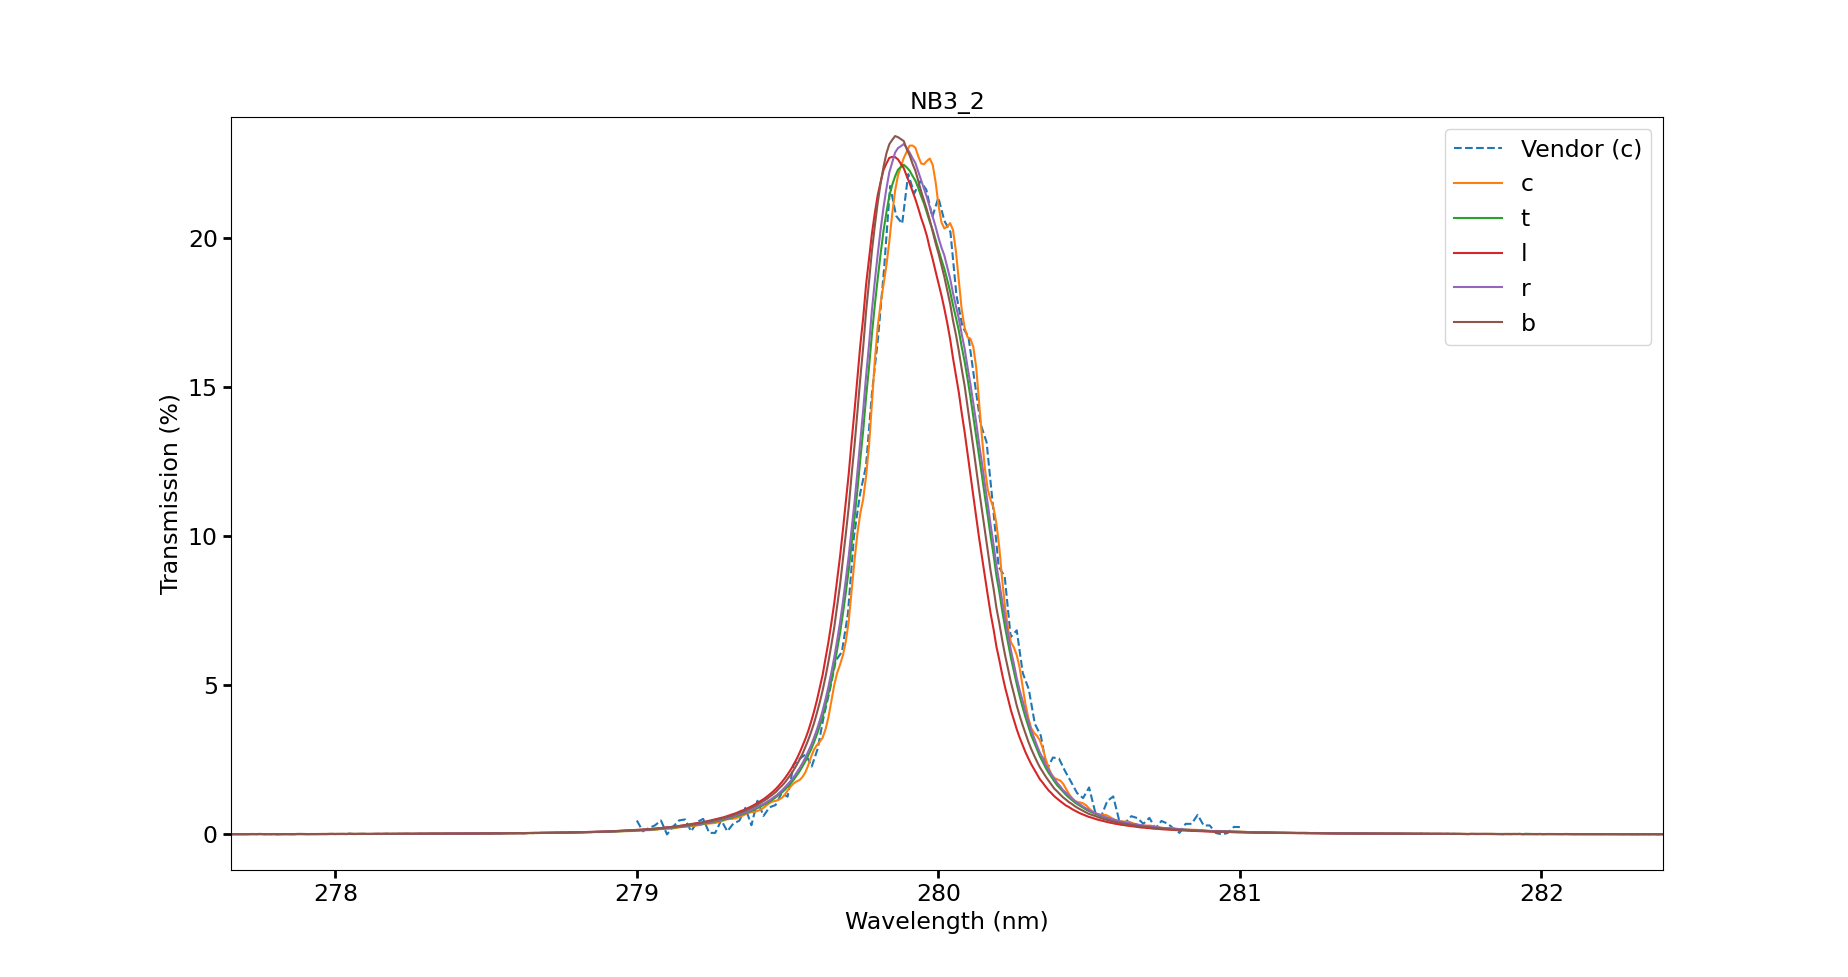 NB3_2
Vendor (c)
c
t
l
r
b
Transmission (%)
20
15
10
5
0
278
279
280
281
282
Wavelength (nm)